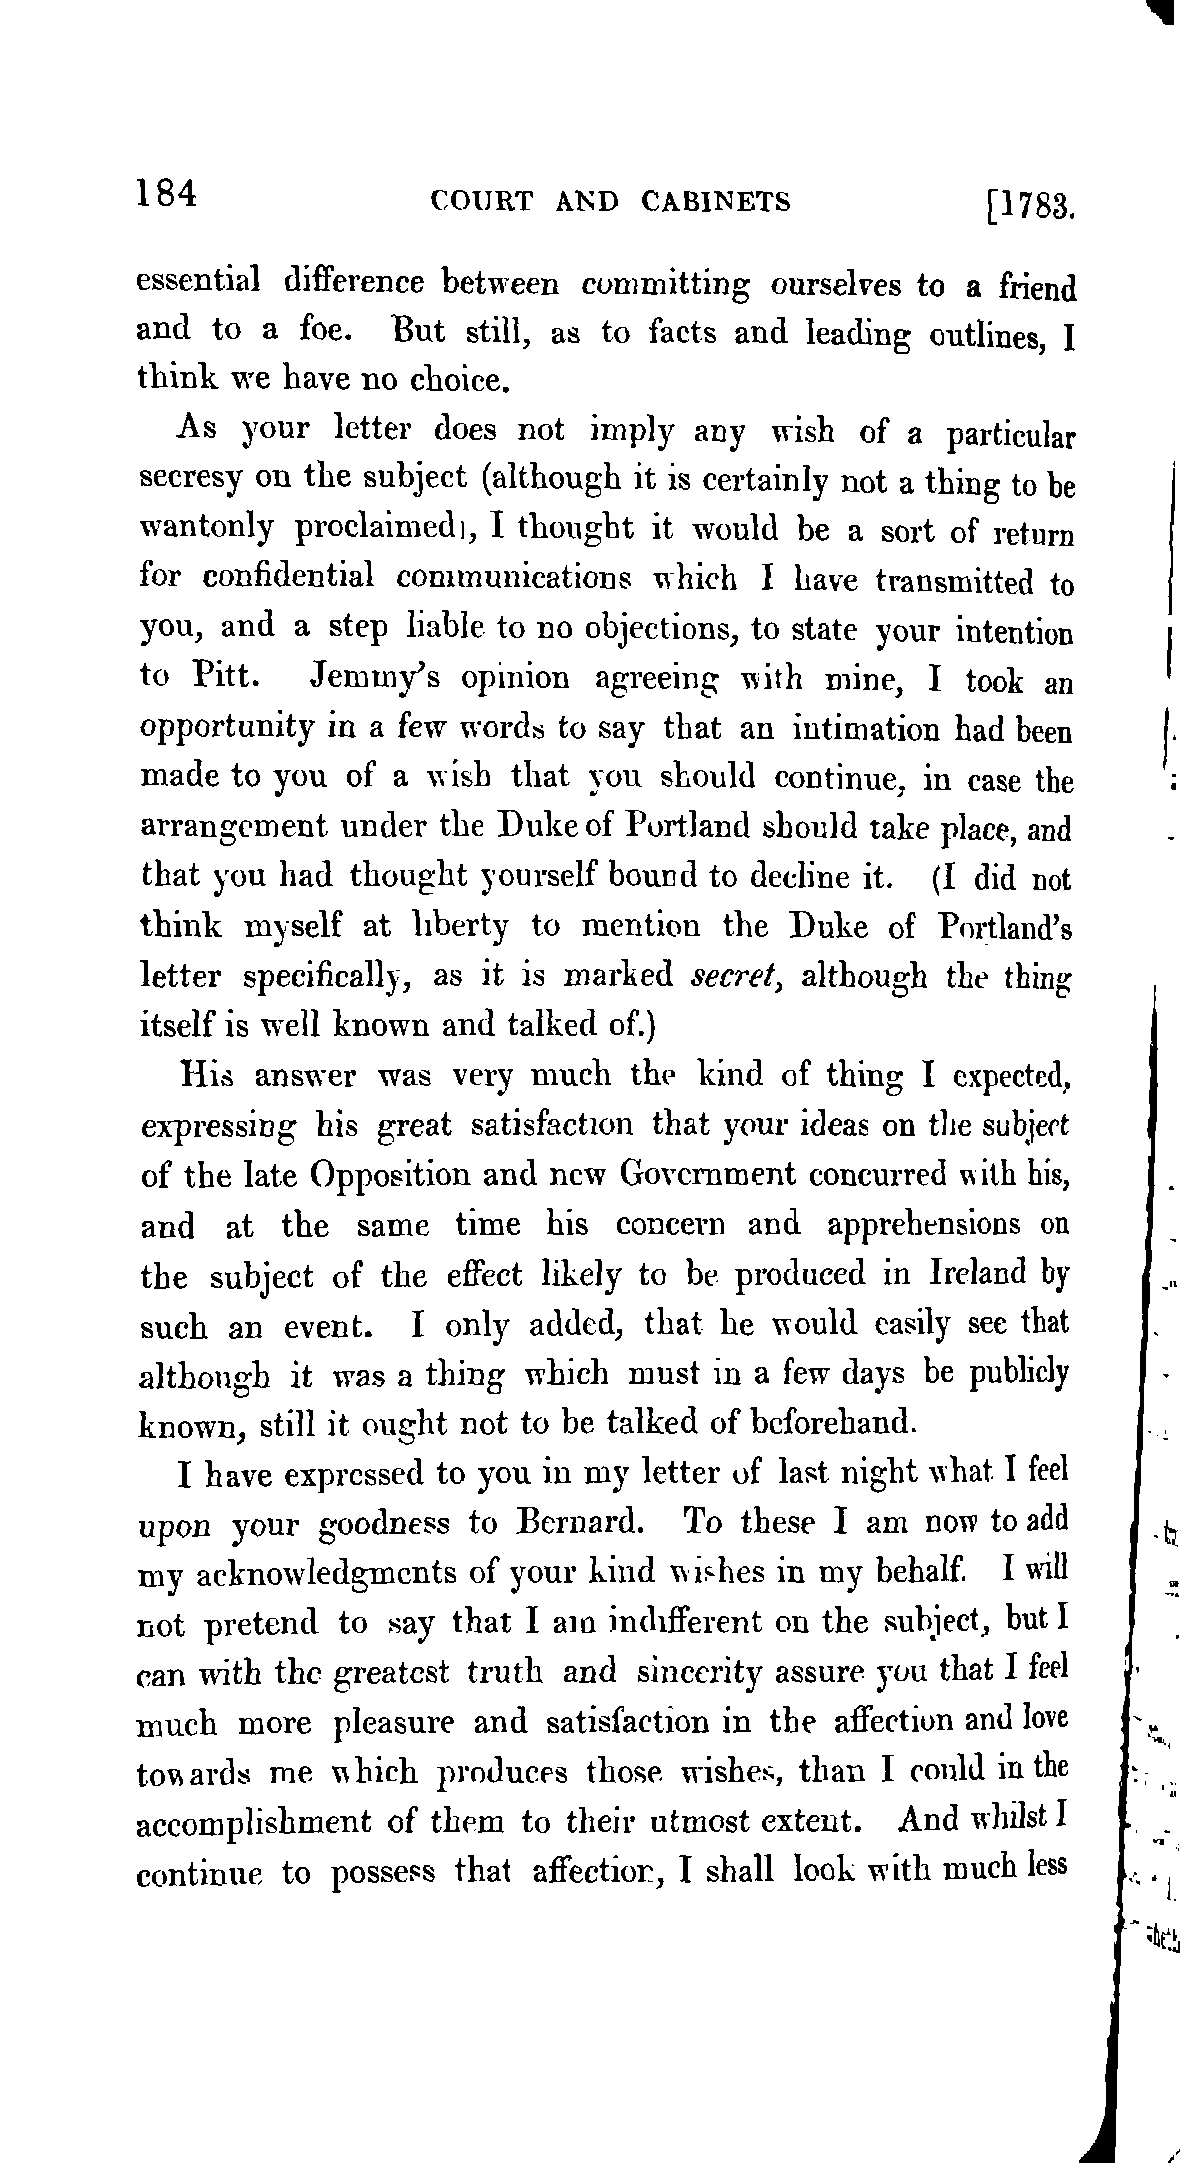 184 COURT AND CABINETS [1783.
essential difference between committing ourselves to a friend
and to a foe. But still, as to facts and leading outlines, I
think we have no choice.
As your letter does not imply any wish of a particular
secresy on the subject (although it is certainly not a thing to be
wantonly proclaimed), I thought it would be a sort of return
for confidential communications which I have transmitted to
you, and a step liable to no objections, to state your intention
to Pitt. Jemmy's opinion agreeing with mine, I took an
opportunity in a few words to say that an intimation had been
made to you of a wish that you should continue, in case the
arrangement under the Duke of Portland should take place, and
that you had thought yourself bound to decline it. (I did not
think myself at liberty to mention the Duke of Portland's
letter specifically, as it is marked secret, although the thing
itself is well known and talked of.)
His answer was very much the kind of thing I expected,
expressing his great satisfaction that your ideas on the subject
of the late Opposition and new Government concurred with his,
and at the same time his concern and apprehensions on
the subject of the effect likely to be produced in Ireland by
such an event. I only added, that he would easily see that
although it was a thing which must in a few days be publicly
known, still it ought not to be talked of beforehand.
I have expressed to you in my letter of last night what I feel
upon your goodness to Bernard. To these I am now to add
my acknowledgments of your kind wishes in my behalf. I will
not pretend to say that I am indifferent on the subject, but I
can with the greatest truth and sincerity assure you that I feel
much more pleasure and satisfaction in the affection and love
towards me which produces those wishes, than I could in the
accomplishment of them to their utmost extent. And whilst I
continue to possess that affection, I shall look with much less